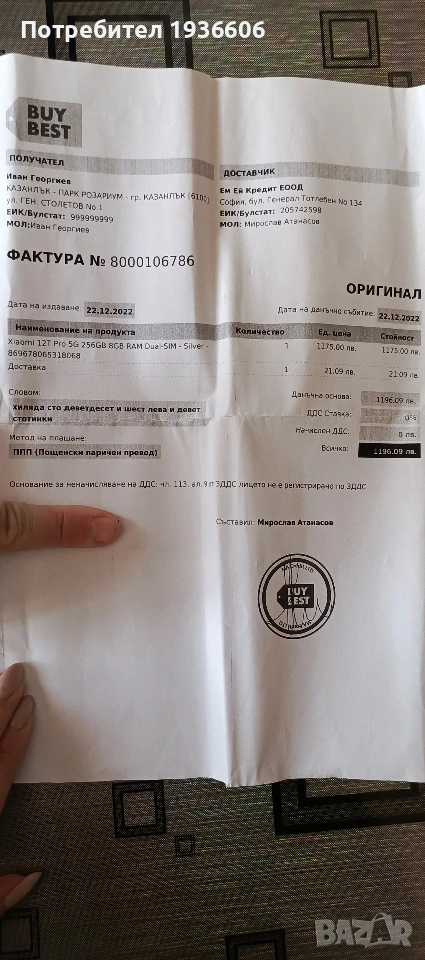 Потребител 1936606
BUY
BEST
ПОЛУЧАТЕЛ
Иван Георгиев
КАЗАНЛЪК - ПАРК РОЗАРИУМ - гр. КАЗАНЛЪК (6100)
ул. ГЕН. СТОЛЕТОВ No 1
ЕИК/Булстат: 999999999
МОЛ:Иван Георгиев
ДОСТАВЧИК
Ем Ей Кредит ЕООД
София, бул. Генерал Тотлебен No 134
ЕИК/Булстат: 205742598
МОЛ: Мирослав Атанасов
ФАКТУРА № 8000106786
ОРИГИНАЛ
Дата на издаване: 22.12.2022
Дата на данъчно събитие: 22.12.2022
Наименование на продукта Количество Ед. цена Стойност
Xiaomi 12T Pro 5G 256GB 8GB RAM Dual-SIM - Silver - 1 1175.00 лв. 1175.00 лв.
869678065318068
Доставка 1 21.09 лв. 21.09 лв.
Словом:
хиляда сто деветдесет и шест лева и девет
стотинки
Данъчна основа: 1196.09 лв.
ДДС Ставка: 0%
Начислен ДДС: 0 лв.
Всичко: 1196.09 лв.
Метод на плащане:
ППП (Пощенски паричен превод)
Основание за неначисляване на ДДС: чл. 113, ал.9 от ЗДДС лицето не е регистрирано по ЗДДС
Съставил: Мирослав Атанасов
BUY
BEST
BAZAR